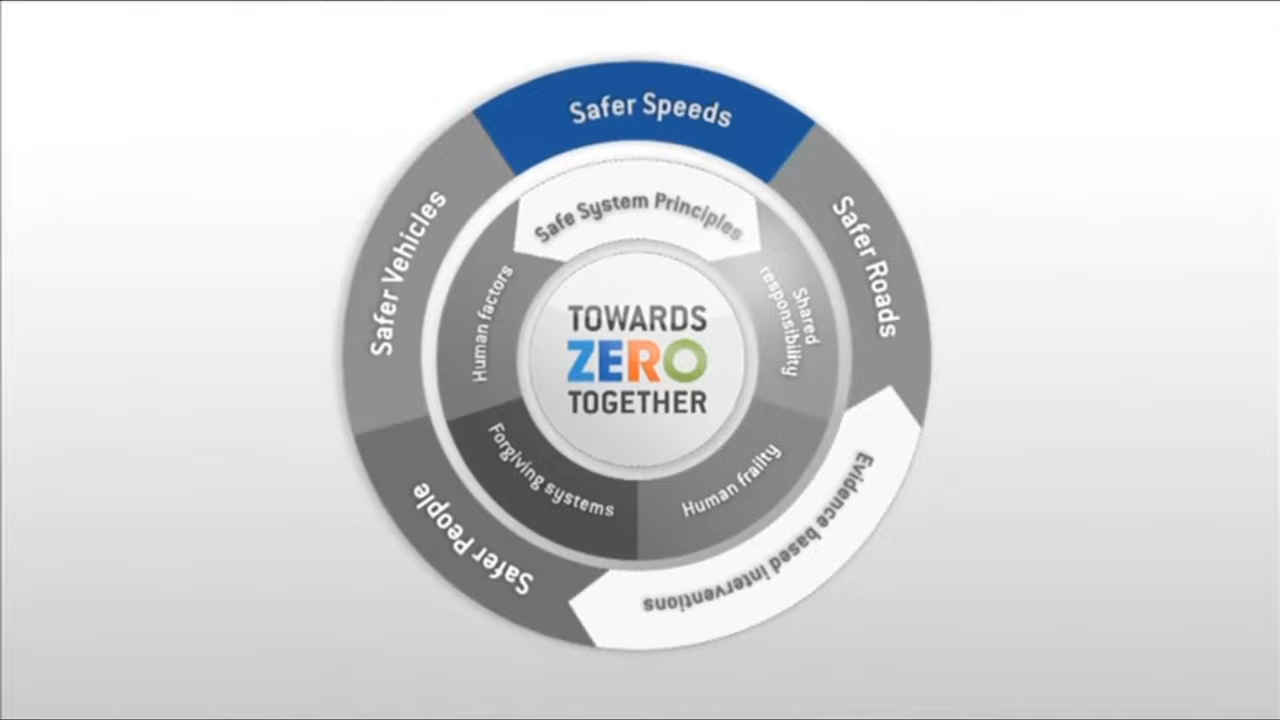 Safer Speeds
Safer Roads
Evidence based interventions
Safer People
Safer Vehicles
Safe System Principles
Shared
responsibility
Human frailty
Forgiving systems
Human factors
TOWARDS
ZERO
TOGETHER